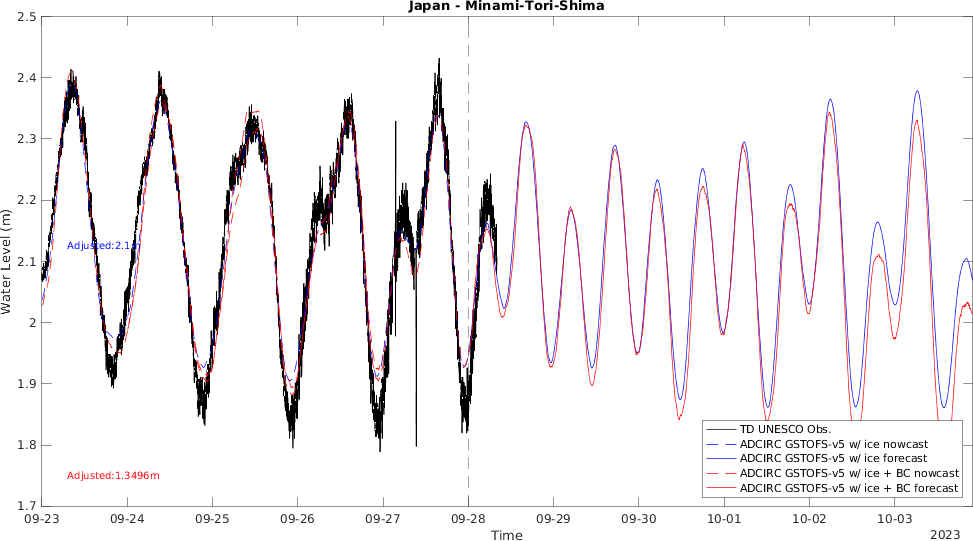 Japan - Minami-Tori-Shima
2.5
2.4
2.3
2.2
2.1
2
1.9
1.8
1.7
Water Level (m)
Adjusted:2.1m
Adjusted:1.3496m
TD UNESCO Obs.
ADCIRC GSTOFS-v5 w/ ice nowcast
ADCIRC GSTOFS-v5 w/ ice forecast
ADCIRC GSTOFS-v5 w/ ice + BC nowcast
ADCIRC GSTOFS-v5 w/ ice + BC forecast
09-23 09-24 09-25 09-26 09-27 09-28 09-29 09-30 10-01 10-02 10-03
Time
2023